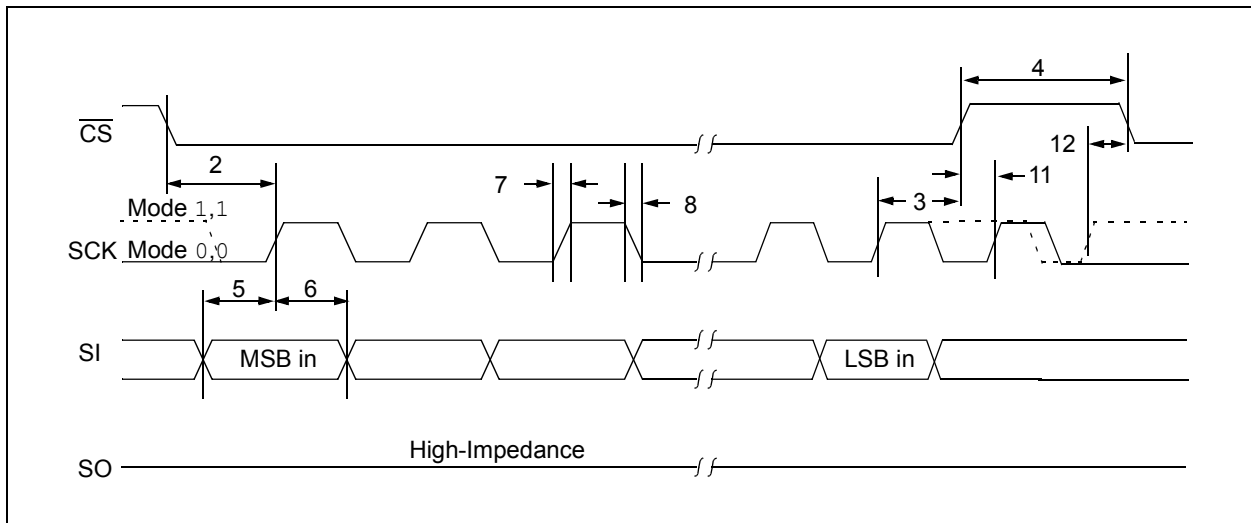 4
CS
12
2
7
11
3
8
Mode 1,1
SCK Mode 0,0
5
6
SI
MSB in
LSB in
High-Impedance
SO